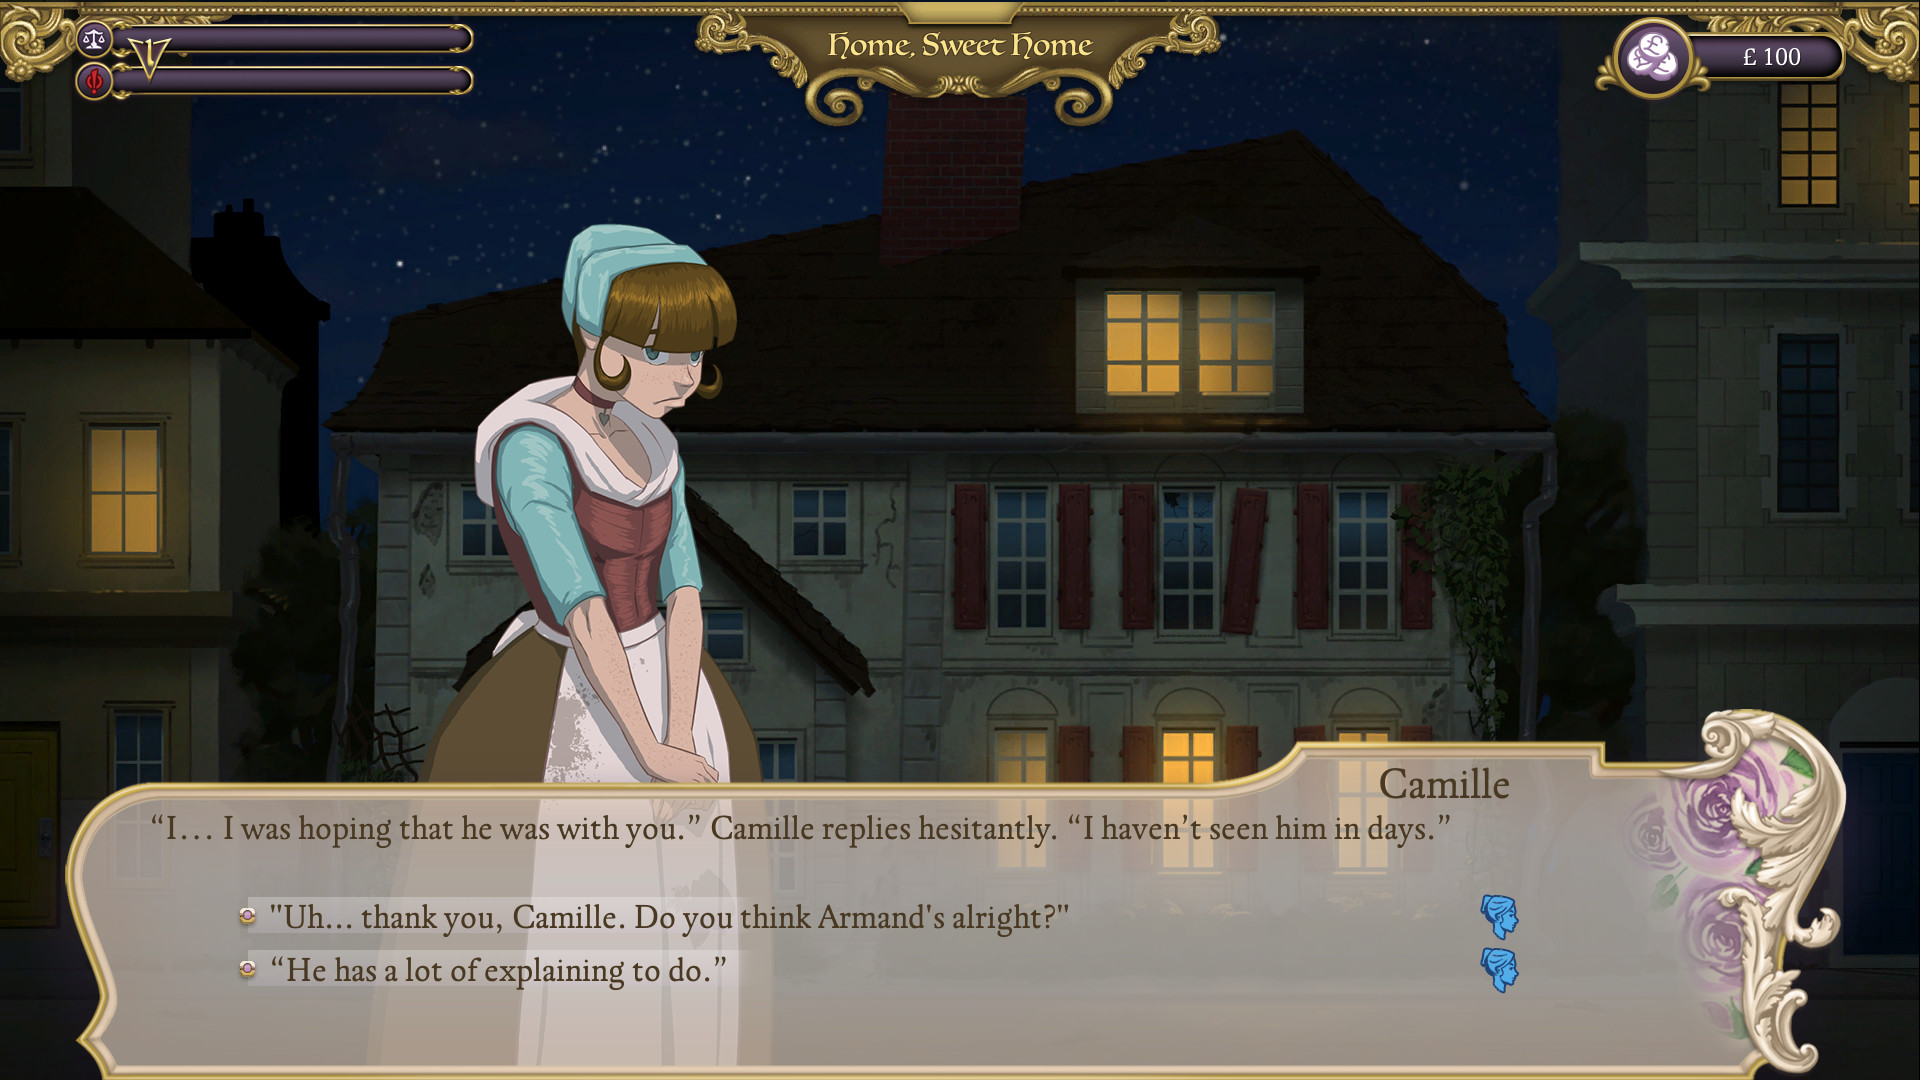 Home, Sweet Home
£ 100
Camille
“I… I was hoping that he was with you.” Camille replies hesitantly. “I haven’t seen him in days.”
"Uh... thank you, Camille. Do you think Armand's alright?"
“He has a lot of explaining to do.”